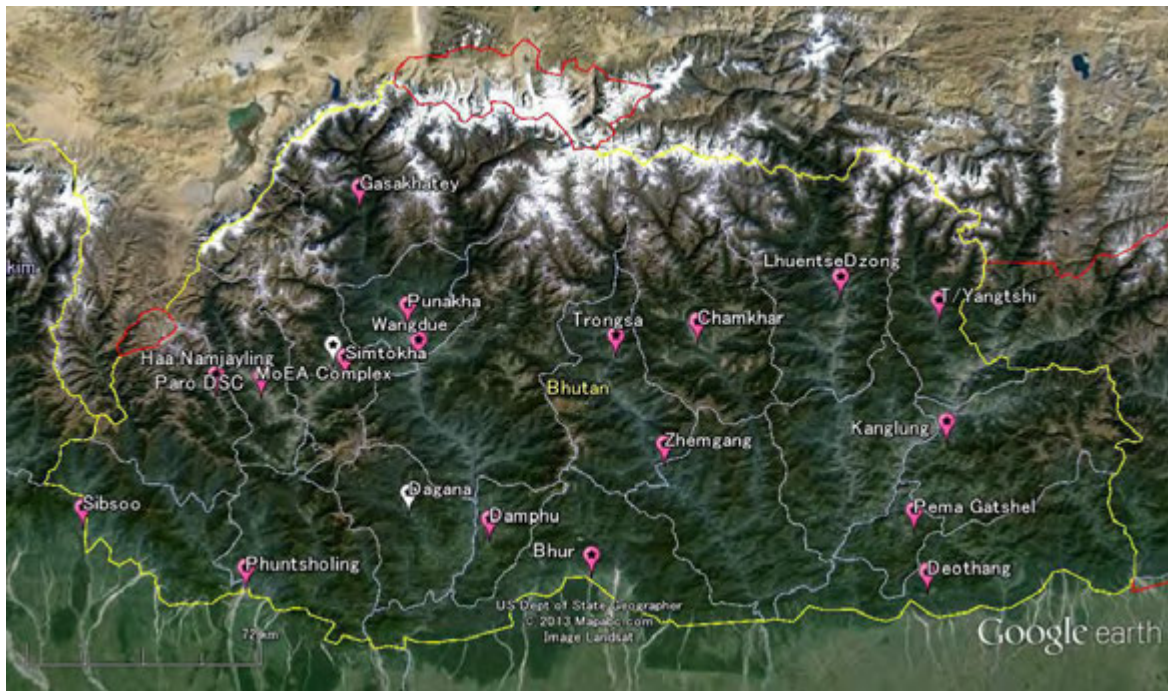 Gasakhatey
kim
LhuentseDzong
T/Yangtshi
Punakha
Wangdue
Trongsa
Chamkhar
Simtokha
Haa Namjayling
MoEA Complex
Paro DSC
Bhutan
Kanglung
Zhemgang
Dagana
Sibsoo
Pema Gatshel
Damphu
Bhur
Phuntsholing
Deothang
US Dept of State Geographer
© 2013 Mapabc.com
Image Landsat
72 km
Google earth